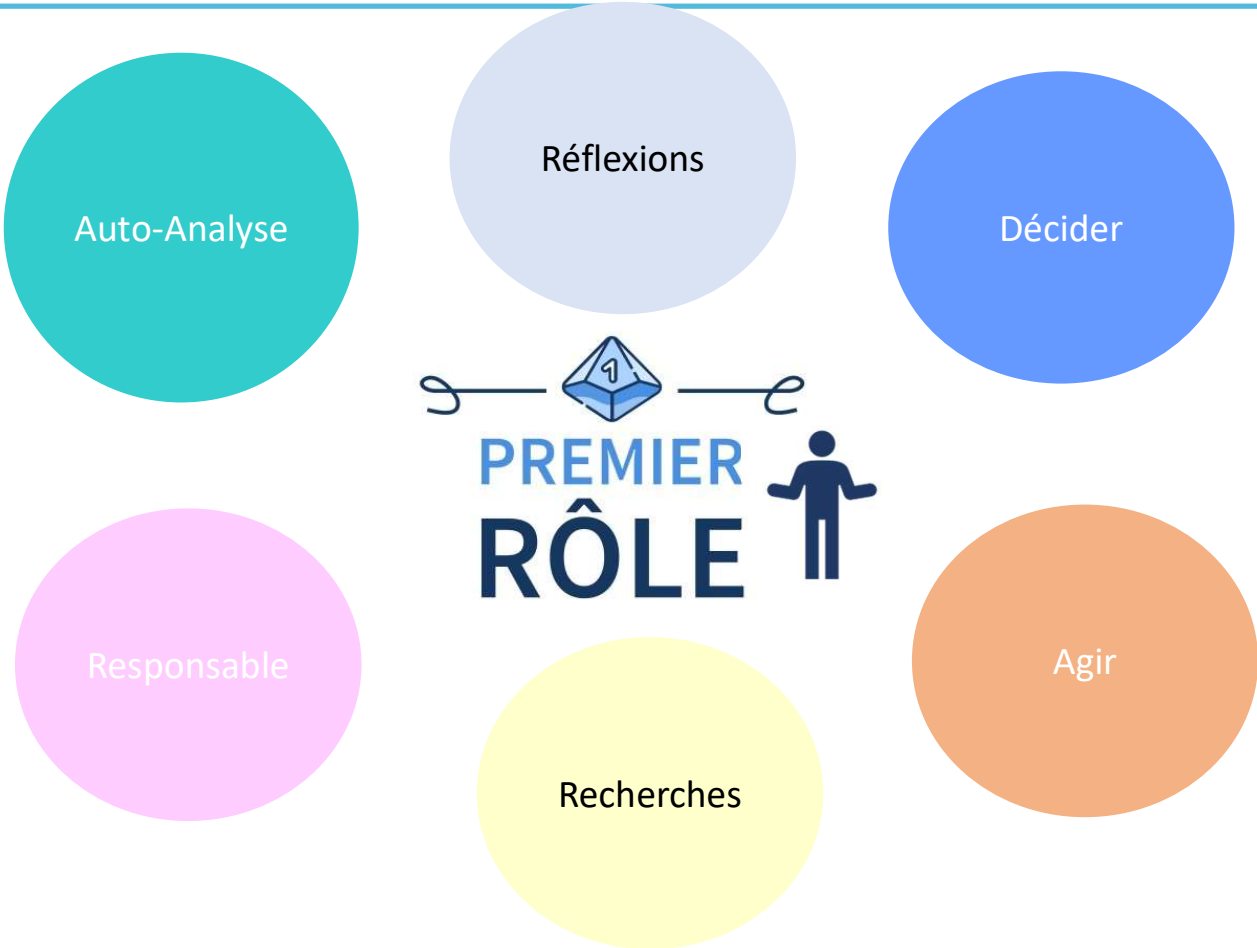 Réflexions
Auto-Analyse
Décider
1
PREMIER
RÔLE
Responsable
Agir
Recherches